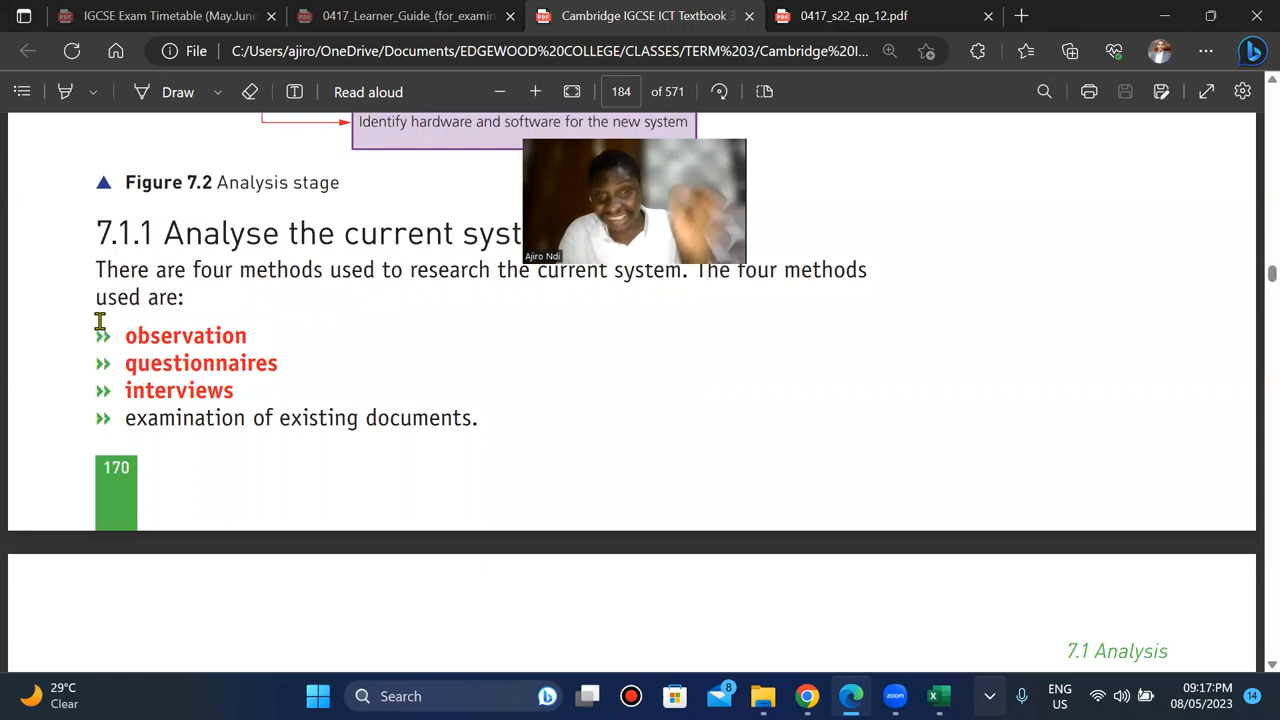 IGCSE Exam Timetable (May/June
0417_Learner_Guide_(for_examin
Cambridge IGCSE ICT Textbook 3
0417_s22_qp_12.pdf
File
C:/Users/ajiro/OneDrive/Documents/EDGEWOOD%20COLLEGE/CLASSES/TERM%203/Cambridge%20I...
Draw
Read aloud
184
of 571
Identify hardware and software for the new system
Figure 7.2 Analysis stage
7.1.1 Analyse the current syst
There are four methods used to research the current system. The four methods
used are:
observation
questionnaires
interviews
examination of existing documents.
Ajiro Ndi
170
7.1 Analysis
29°C
Clear
Search
8
zoom
ENG
US
09:17:PM
08/05/2023
14